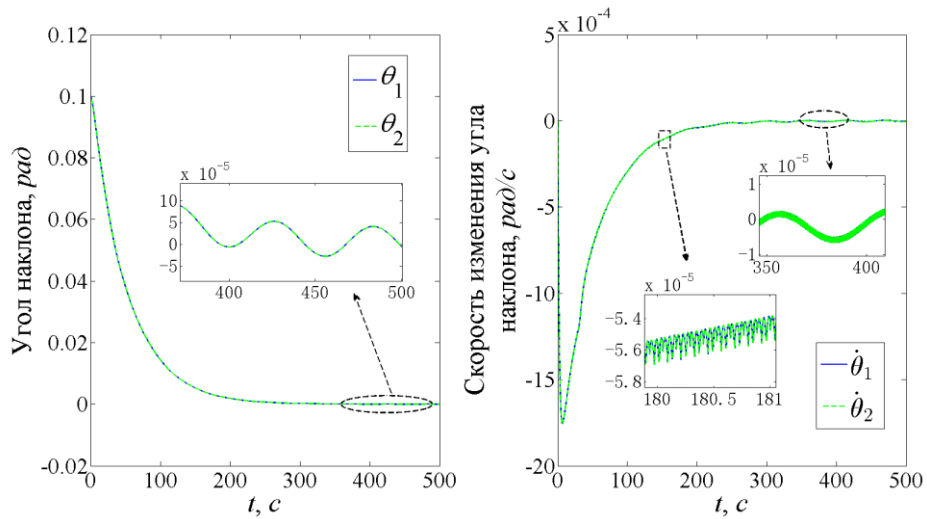 0.12
0.1
0.08
0.06
0.04
0.02
0
-0.02
Угол наклона, рад
θ1
θ2
x 10^-5
10
5
0
-5
400 450 500
0 100 200 300 400 500
t, с
x 10^-4
5
0
-5
-10
-15
-20
Скорость изменения угла
наклона, рад/с
x 10^-5
1
0
-1
350 400
x 10^-5
-5.4
-5.6
-5.8
180 180.5 181
θ̇1
θ̇2
0 100 200 300 400 500
t, с